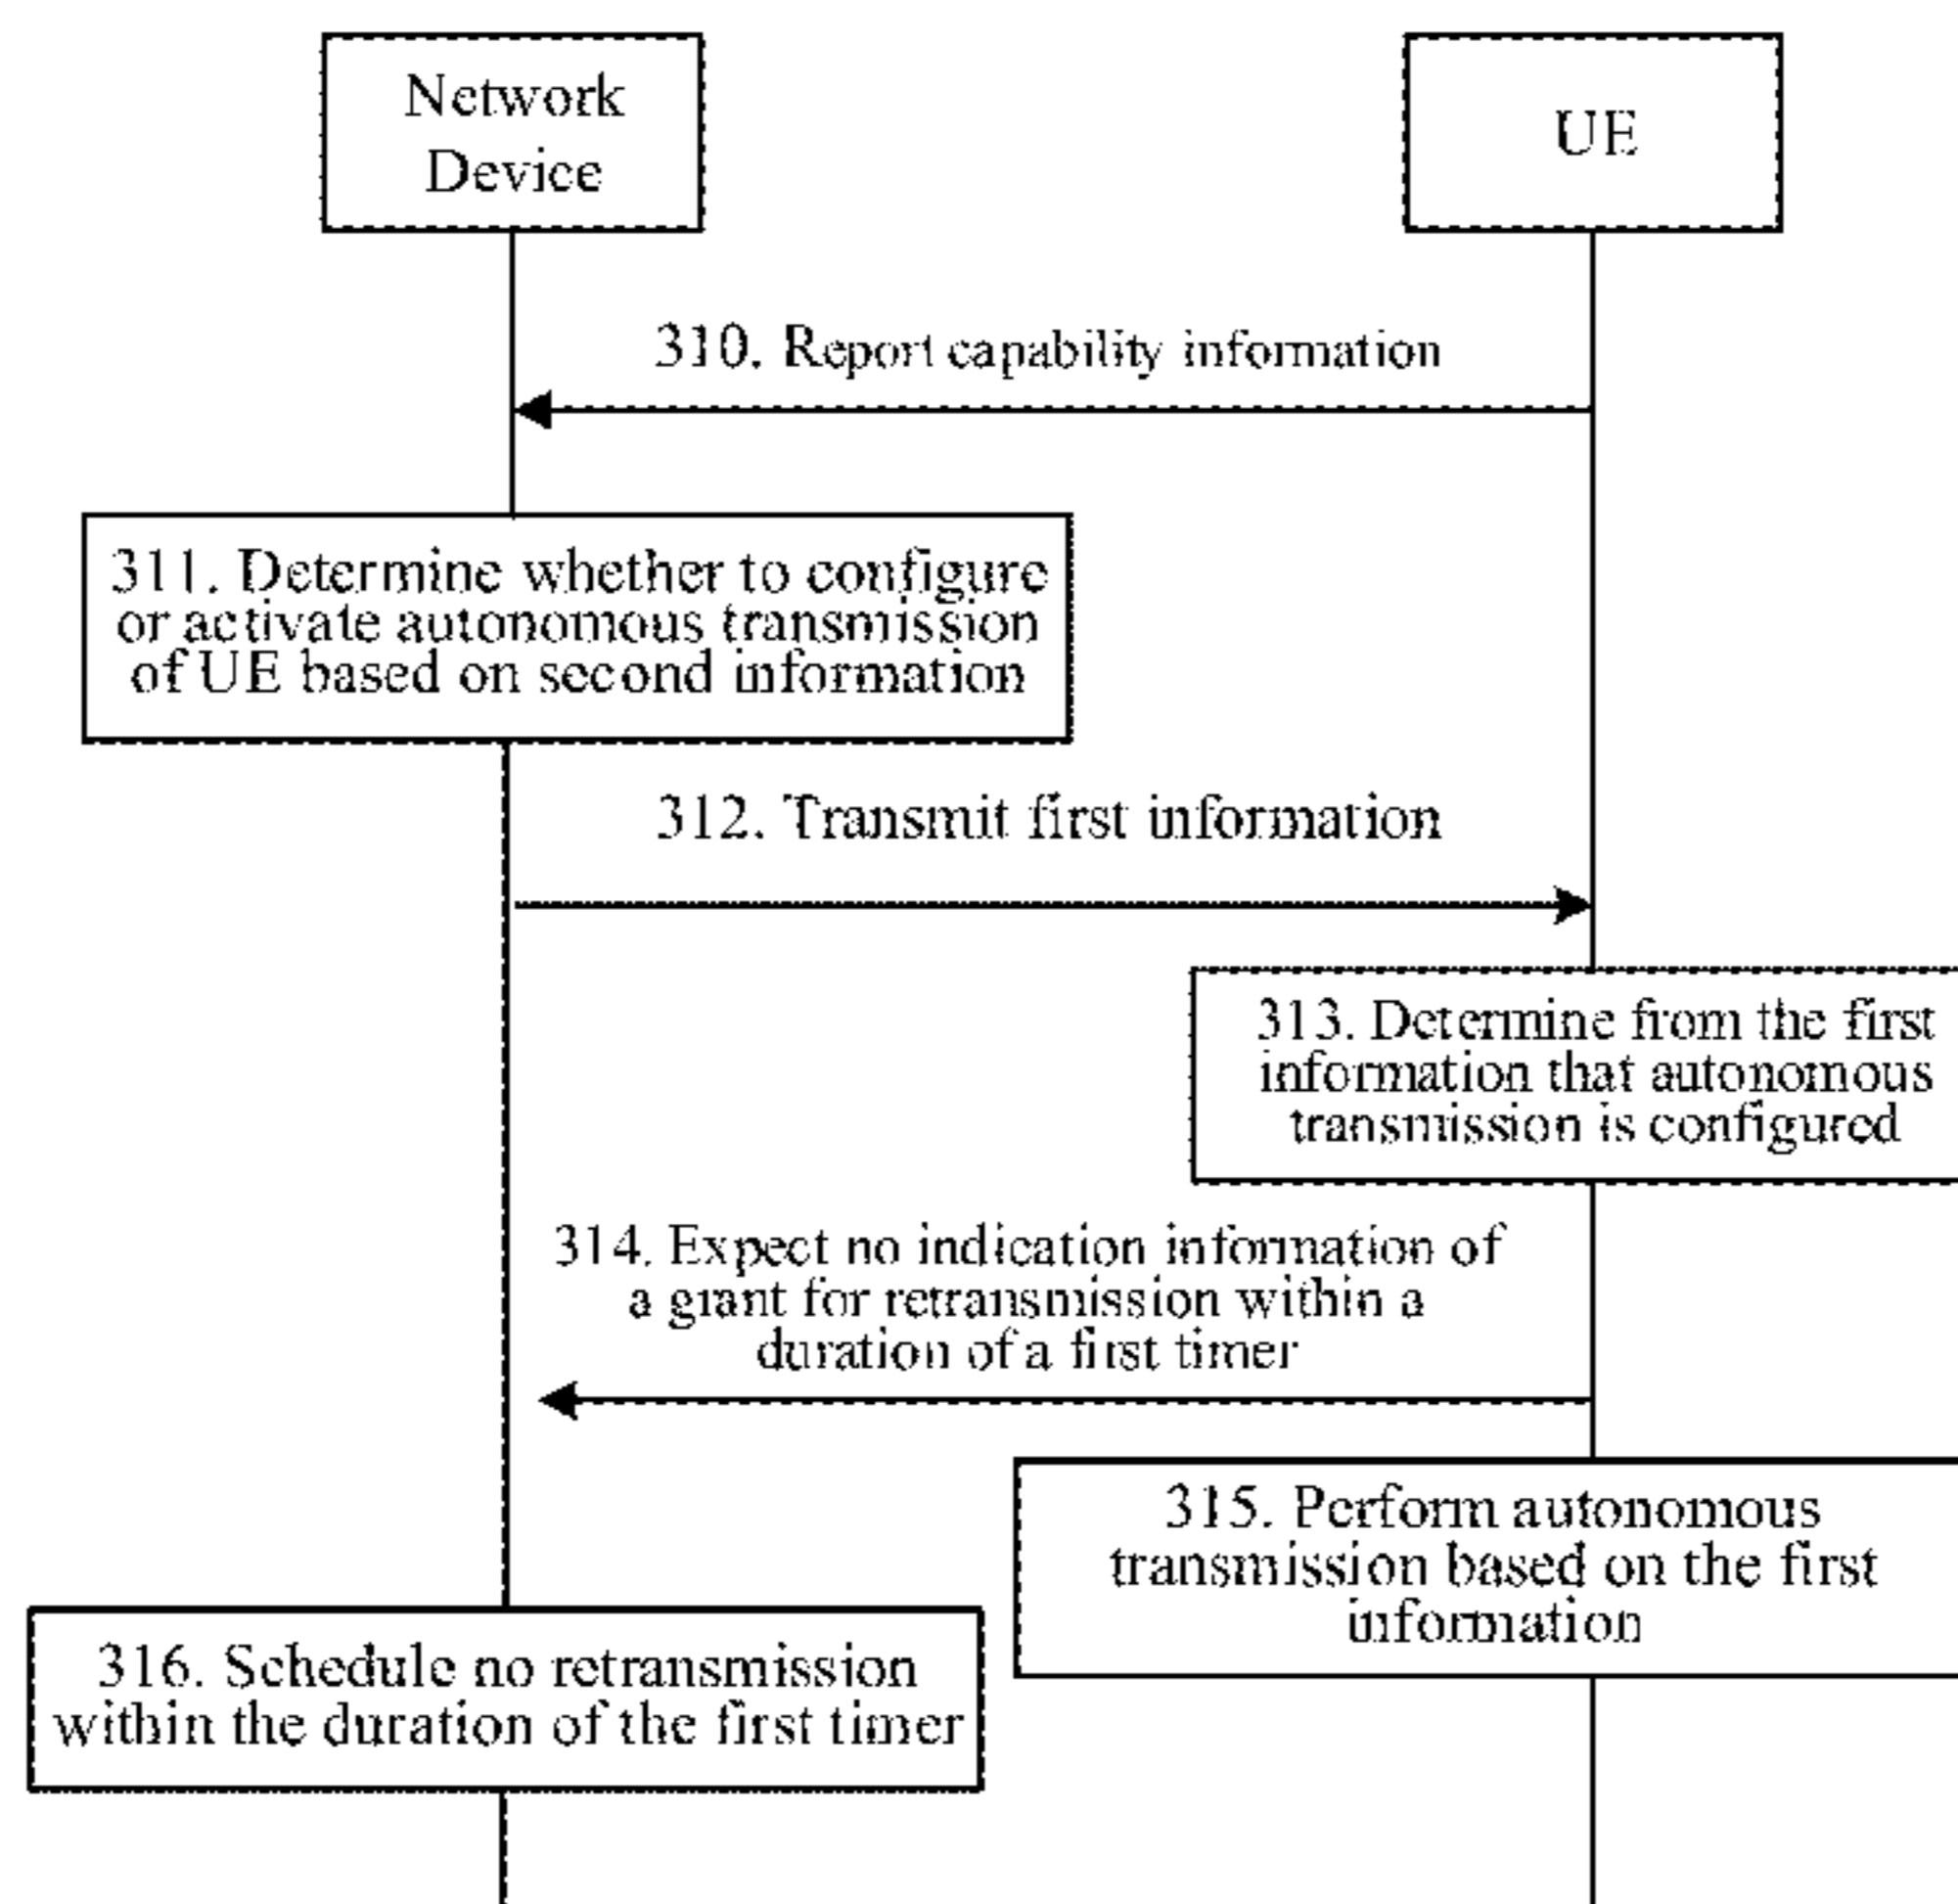 Network
Device
UE
310. Report capability information
311. Determine whether to configure
or activate autonomous transmission
of UE based on second information
312. Transmit first information
313. Determine from the first
information that autonomous
transmission is configured
314. Expect no indication information of
a grant for retransmission within a
duration of a first timer
315. Perform autonomous
transmission based on the first
information
316. Schedule no retransmission
within the duration of the first timer